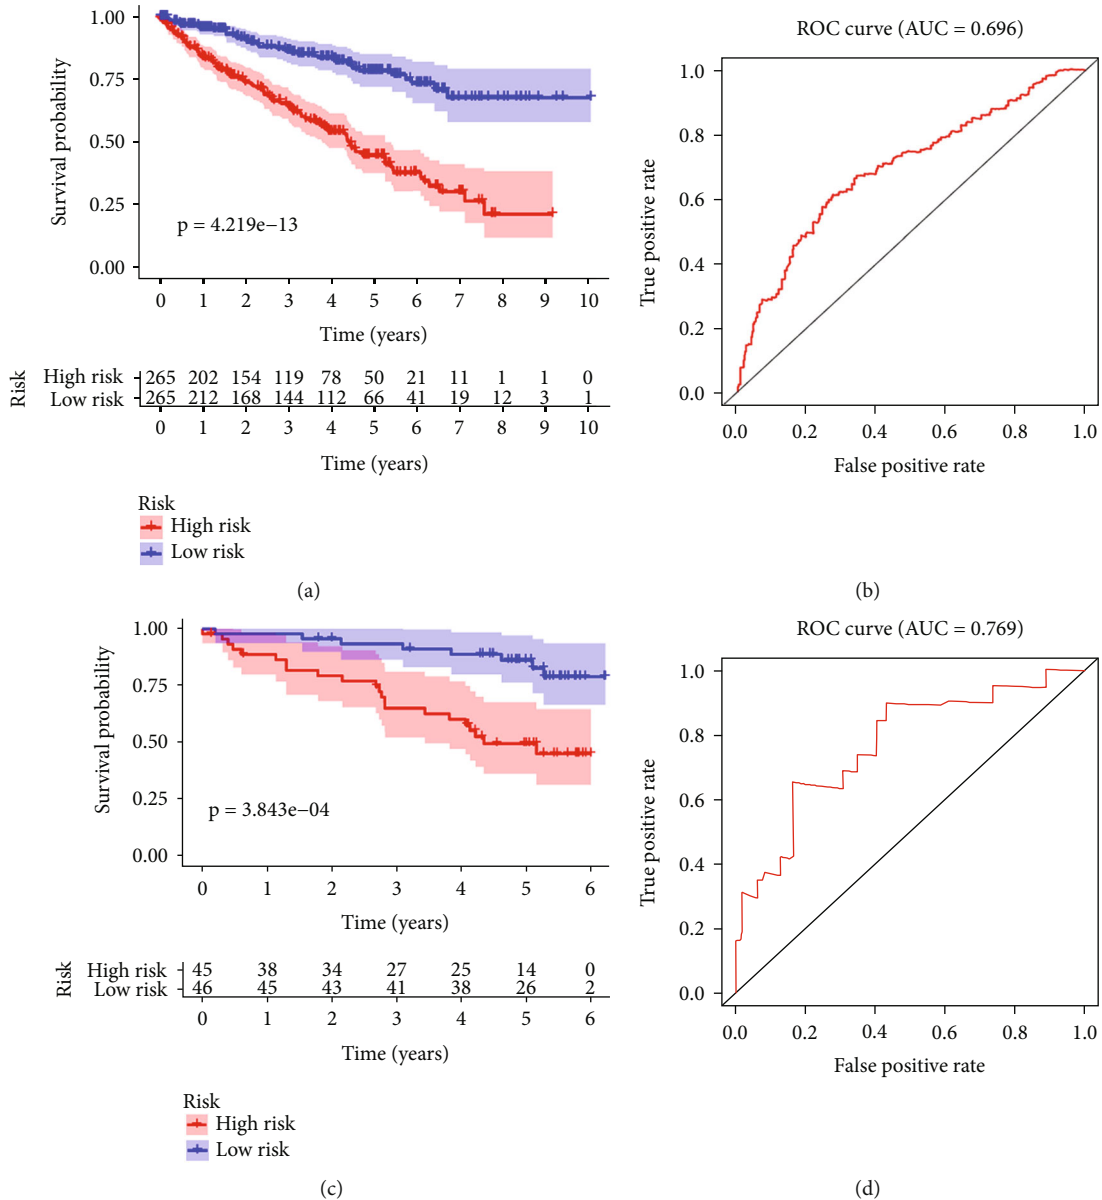 1.00
0.75
0.50
0.25
0.00
Survival probability
p = 4.219e−13
0 1 2 3 4 5 6 7 8 9 10
Time (years)
Risk
High risk 265 202 154 119 78 50 21 11 1 1 0
Low risk 265 212 168 144 112 66 41 19 12 3 1
0 1 2 3 4 5 6 7 8 9 10
Time (years)
Risk
High risk
Low risk
(a)
ROC curve (AUC = 0.696)
1.0
0.8
0.6
0.4
0.2
0.0
True positive rate
0.0 0.2 0.4 0.6 0.8 1.0
False positive rate
(b)
1.00
0.75
0.50
0.25
0.00
Survival probability
p = 3.843e−04
0 1 2 3 4 5 6
Time (years)
Risk
High risk 45 38 34 27 25 14 0
Low risk 46 45 43 41 38 26 2
0 1 2 3 4 5 6
Time (years)
Risk
High risk
Low risk
(c)
ROC curve (AUC = 0.769)
1.0
0.8
0.6
0.4
0.2
0.0
True positive rate
0.0 0.2 0.4 0.6 0.8 1.0
False positive rate
(d)